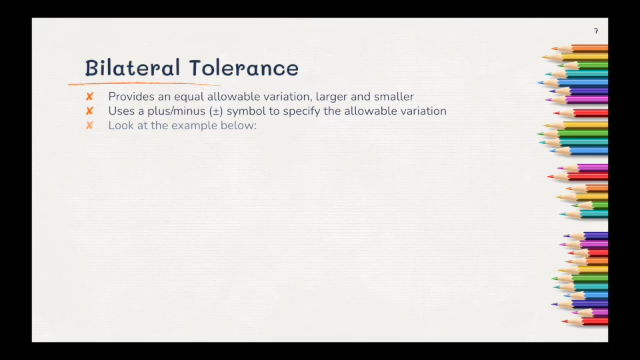 7
Bilateral Tolerance
✘ Provides an equal allowable variation, larger and smaller
✘ Uses a plus/minus (±) symbol to specify the allowable variation
✘ Look at the example below: